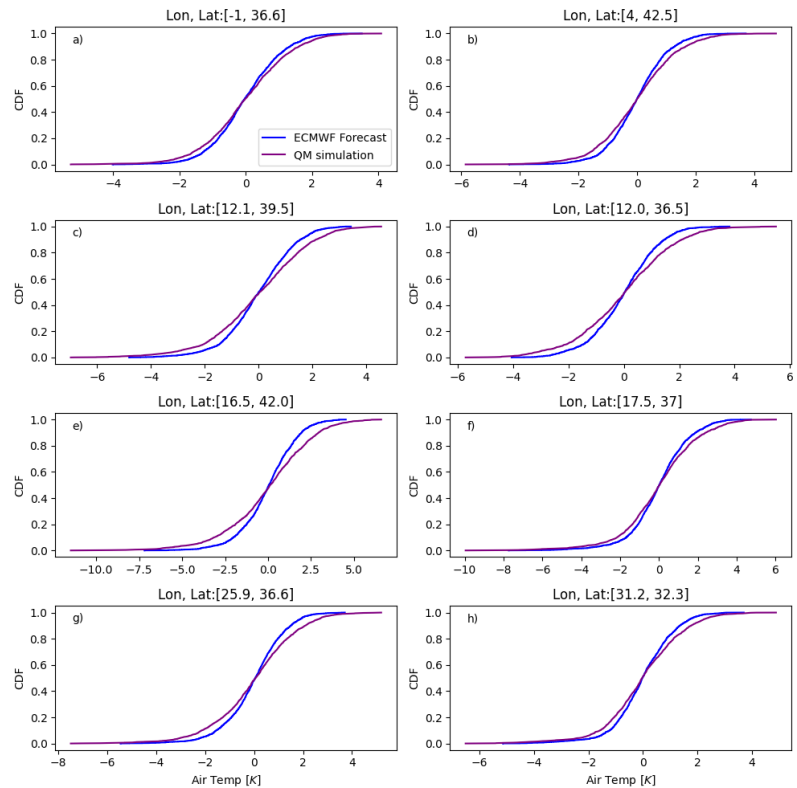 Lon, Lat:[-1, 36.6]
a)
CDF
1.0
0.8
0.6
0.4
0.2
0.0
−4 −2 0 2 4
ECMWF Forecast
QM simulation
Lon, Lat:[4, 42.5]
b)
CDF
1.0
0.8
0.6
0.4
0.2
0.0
−6 −4 −2 0 2 4
Lon, Lat:[12.1, 39.5]
c)
CDF
1.0
0.8
0.6
0.4
0.2
0.0
−6 −4 −2 0 2 4
Lon, Lat:[12.0, 36.5]
d)
CDF
1.0
0.8
0.6
0.4
0.2
0.0
−4 −2 0 2 4 6
Lon, Lat:[16.5, 42.0]
e)
CDF
1.0
0.8
0.6
0.4
0.2
0.0
−10.0 −7.5 −5.0 −2.5 0.0 2.5 5.0
Lon, Lat:[17.5, 37]
f)
CDF
1.0
0.8
0.6
0.4
0.2
0.0
−10 −8 −6 −4 −2 0 2 4 6
Lon, Lat:[25.9, 36.6]
g)
CDF
1.0
0.8
0.6
0.4
0.2
0.0
−8 −6 −4 −2 0 2 4
Air Temp [K]
Lon, Lat:[31.2, 32.3]
h)
CDF
1.0
0.8
0.6
0.4
0.2
0.0
−6 −4 −2 0 2 4
Air Temp [K]